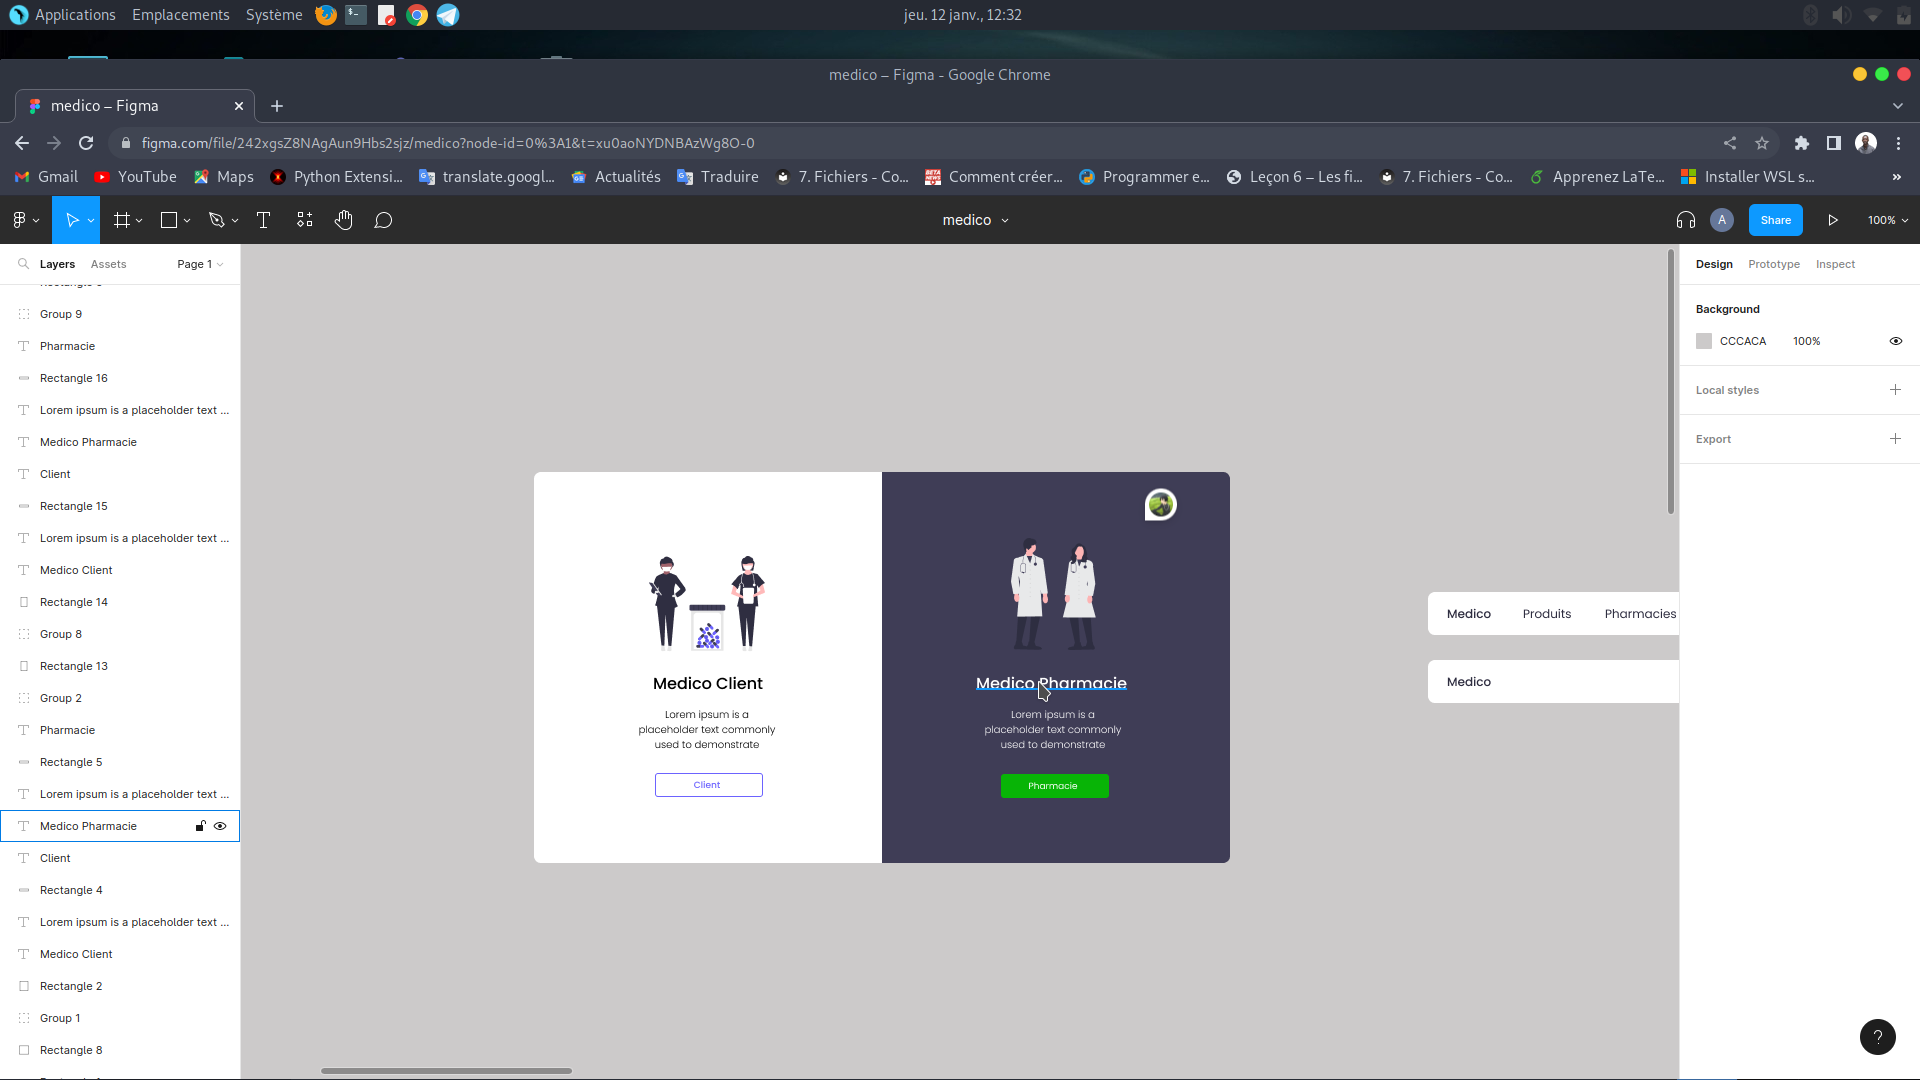 Applications Emplacements Système
jeu. 12 janv., 12:32
medico – Figma - Google Chrome
medico – Figma
figma.com/file/242xgsZ8NAgAun9Hbs2sjz/medico?node-id=0%3A1&t=xu0aoNYDNBAzWg8O-0
Gmail YouTube Maps Python Extensi... translate.googl... Actualités Traduire 7. Fichiers - Co... Comment créer... Programmer e... Leçon 6 – Les fi... 7. Fichiers - Co... Apprenez LaTe... Installer WSL s... »
medico
A
Share
100%
Layers Assets Page 1
Group 9
Pharmacie
Rectangle 16
Lorem ipsum is a placeholder text ...
Medico Pharmacie
Client
Rectangle 15
Lorem ipsum is a placeholder text ...
Medico Client
Rectangle 14
Group 8
Rectangle 13
Group 2
Pharmacie
Rectangle 5
Lorem ipsum is a placeholder text ...
Medico Pharmacie
Client
Rectangle 4
Lorem ipsum is a placeholder text ...
Medico Client
Rectangle 2
Group 1
Rectangle 8
Medico Client
Lorem ipsum is a
placeholder text commonly
used to demonstrate
Client
Medico Pharmacie
Lorem ipsum is a
placeholder text commonly
used to demonstrate
Pharmacie
Medico Produits Pharmacies
Medico
Design Prototype Inspect
Background
CCCACA 100%
Local styles
Export
?